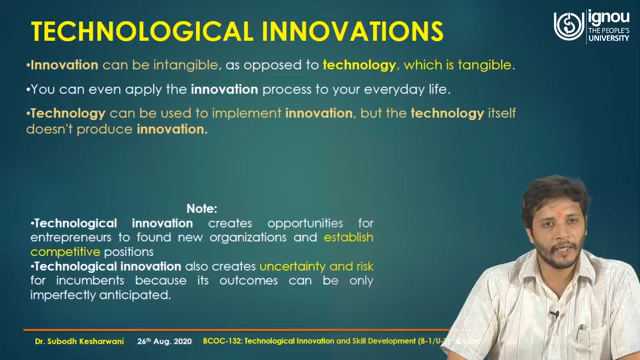 TECHNOLOGICAL INNOVATIONS
ignou
THE PEOPLE'S
UNIVERSITY
•Innovation can be intangible, as opposed to technology, which is tangible.
•You can even apply the innovation process to your everyday life.
•Technology can be used to implement innovation, but the technology itself
doesn't produce innovation.
Note:
•Technological innovation creates opportunities for
entrepreneurs to found new organizations and establish
competitive positions
•Technological innovation also creates uncertainty and risk
for incumbents because its outcomes can be only
imperfectly anticipated.
Dr. Subodh Kesharwani 26th Aug. 2020 BCOC-132: Technological Innovation and Skill Development (B-1/U-